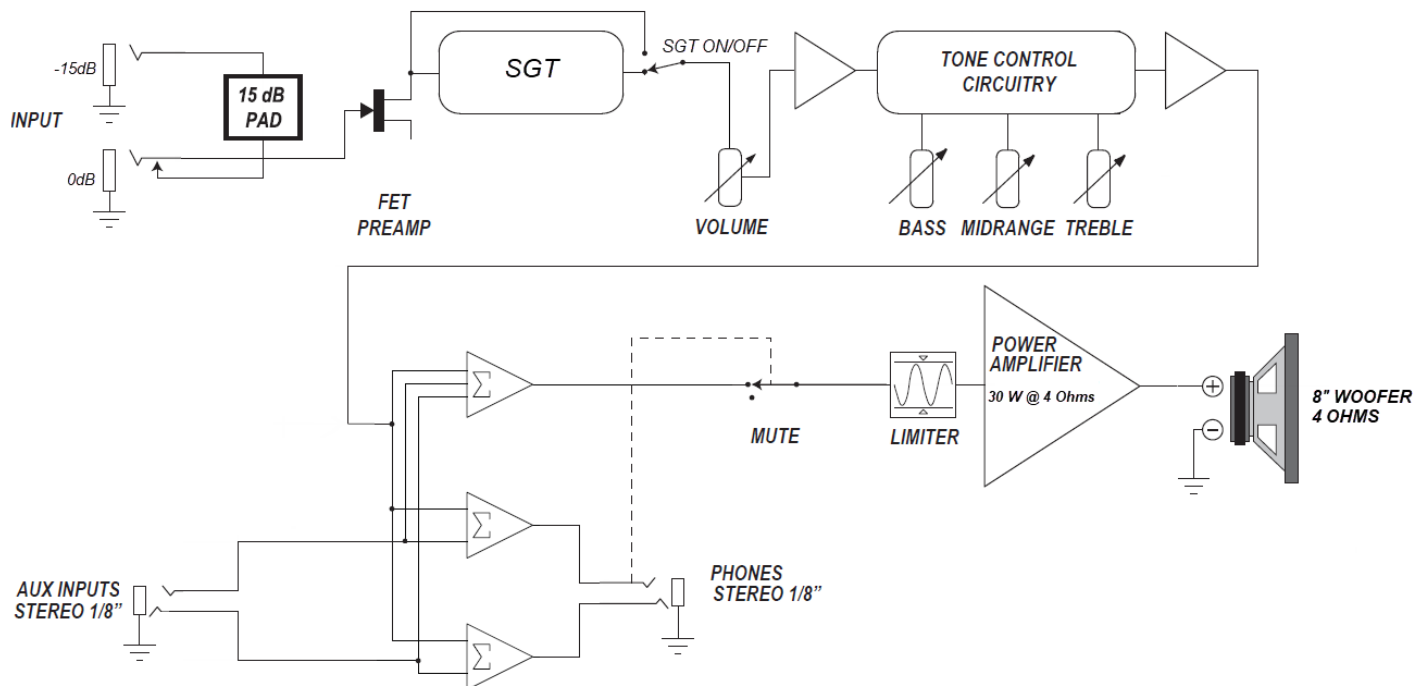 -15dB
INPUT
0dB
15 dB
PAD
FET
PREAMP
SGT
SGT ON/OFF
VOLUME
TONE CONTROL
CIRCUITRY
BASS
MIDRANGE
TREBLE
Σ
MUTE
LIMITER
POWER
AMPLIFIER
30 W @ 4 Ohms
+
−
8" WOOFER
4 OHMS
Σ
AUX INPUTS
STEREO 1/8”
PHONES
STEREO 1/8”
Σ